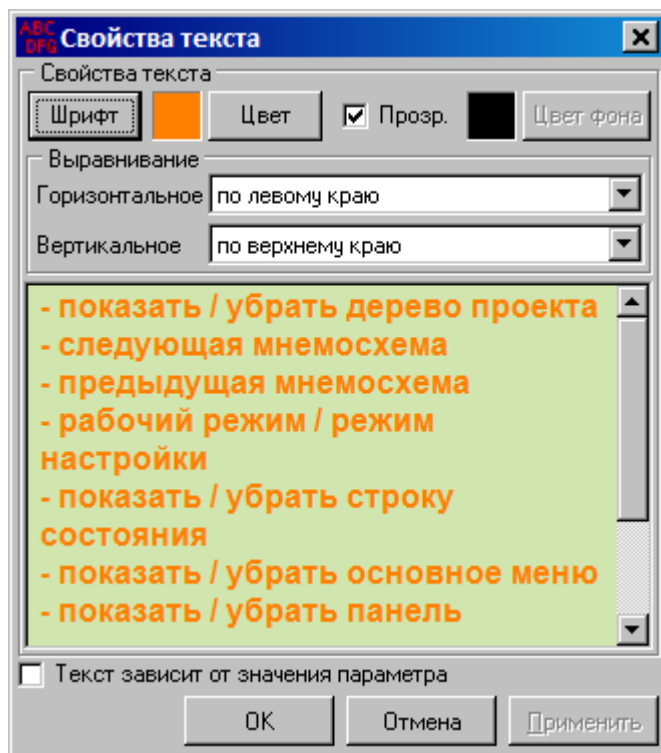 ABC
DFG
Свойства текста
Свойства текста
Шрифт Цвет Прозр. Цвет фона
Выравнивание
Горизонтальное по левому краю
Вертикальное по верхнему краю
- показать / убрать дерево проекта
- следующая мнемосхема
- предыдущая мнемосхема
- рабочий режим / режим
настройки
- показать / убрать строку
состояния
- показать / убрать основное меню
- показать / убрать панель
Текст зависит от значения параметра
ОК Отмена Применить